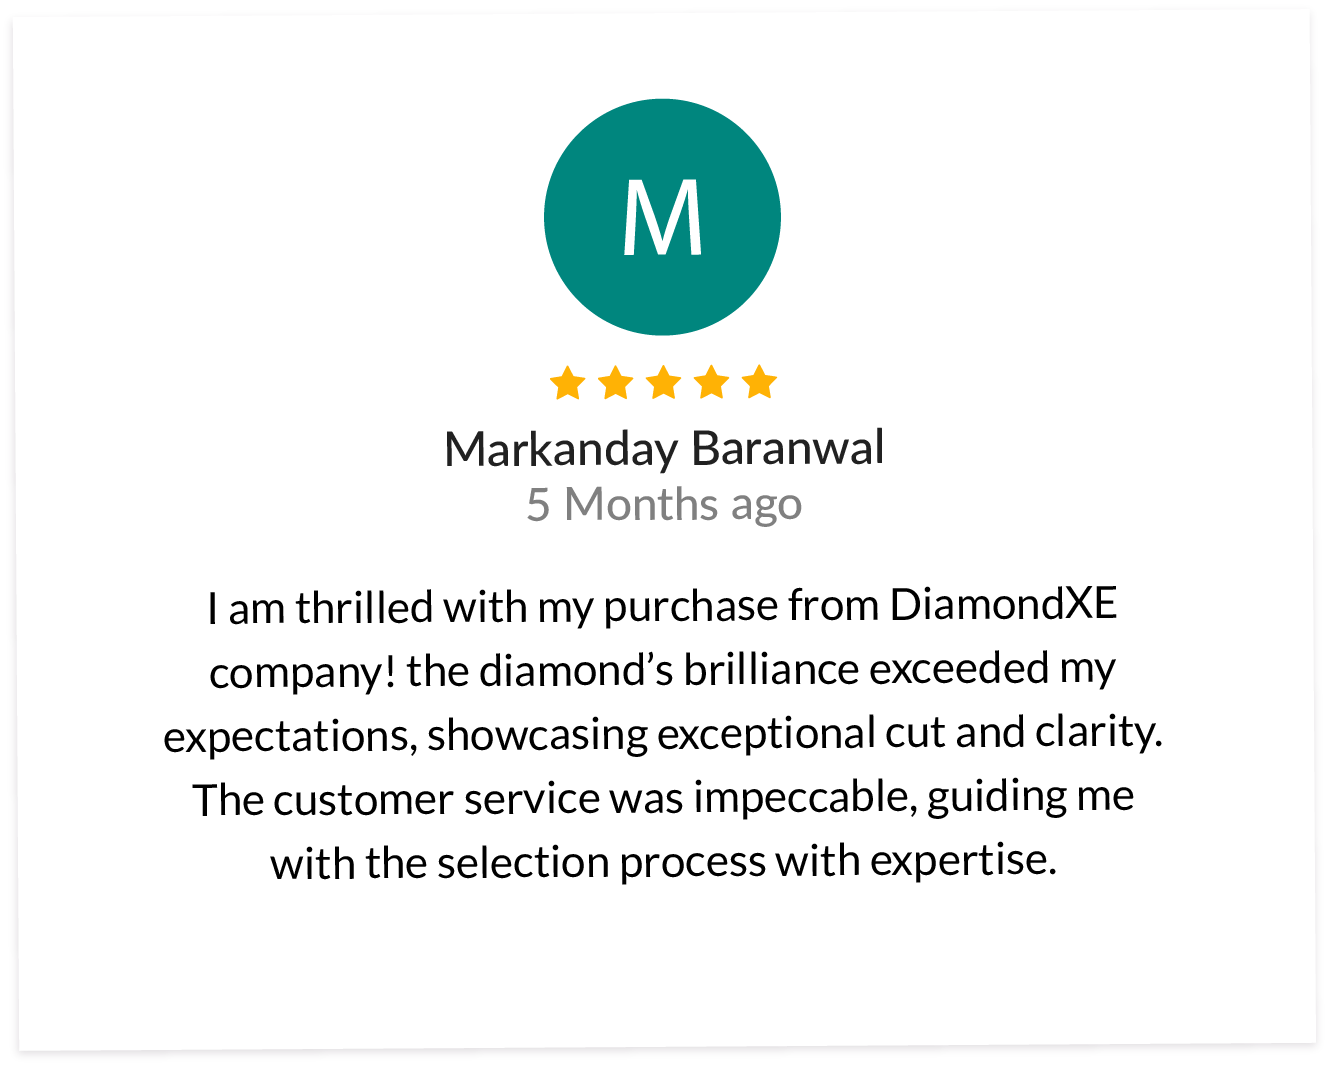 M
Markanday Baranwal
5 Months ago
I am thrilled with my purchase from DiamondXE
company! the diamond’s brilliance exceeded my
expectations, showcasing exceptional cut and clarity.
The customer service was impeccable, guiding me
with the selection process with expertise.